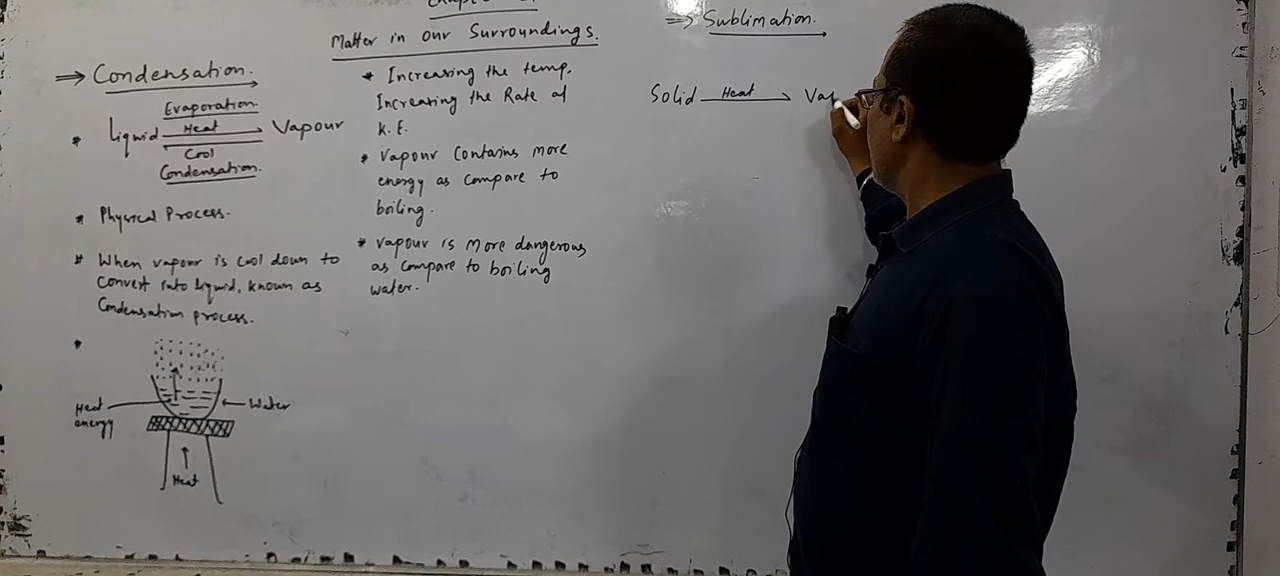 Matter in our Surroundings.
⇒ Condensation.
Evaporation
* Liquid Heat Vapour
Cool
Condensation.
* Physical Process.
* When vapour is cool down to
convert into liquid, known as
Condensation process.
Heat
energy
Water
Heat
* Increasing the temp.
Increasing the Rate of
K.E.
* Vapour contains more
energy as compare to
boiling.
* Vapour is more dangerous
as compare to boiling
water.
⇒ Sublimation.
Solid Heat Vap